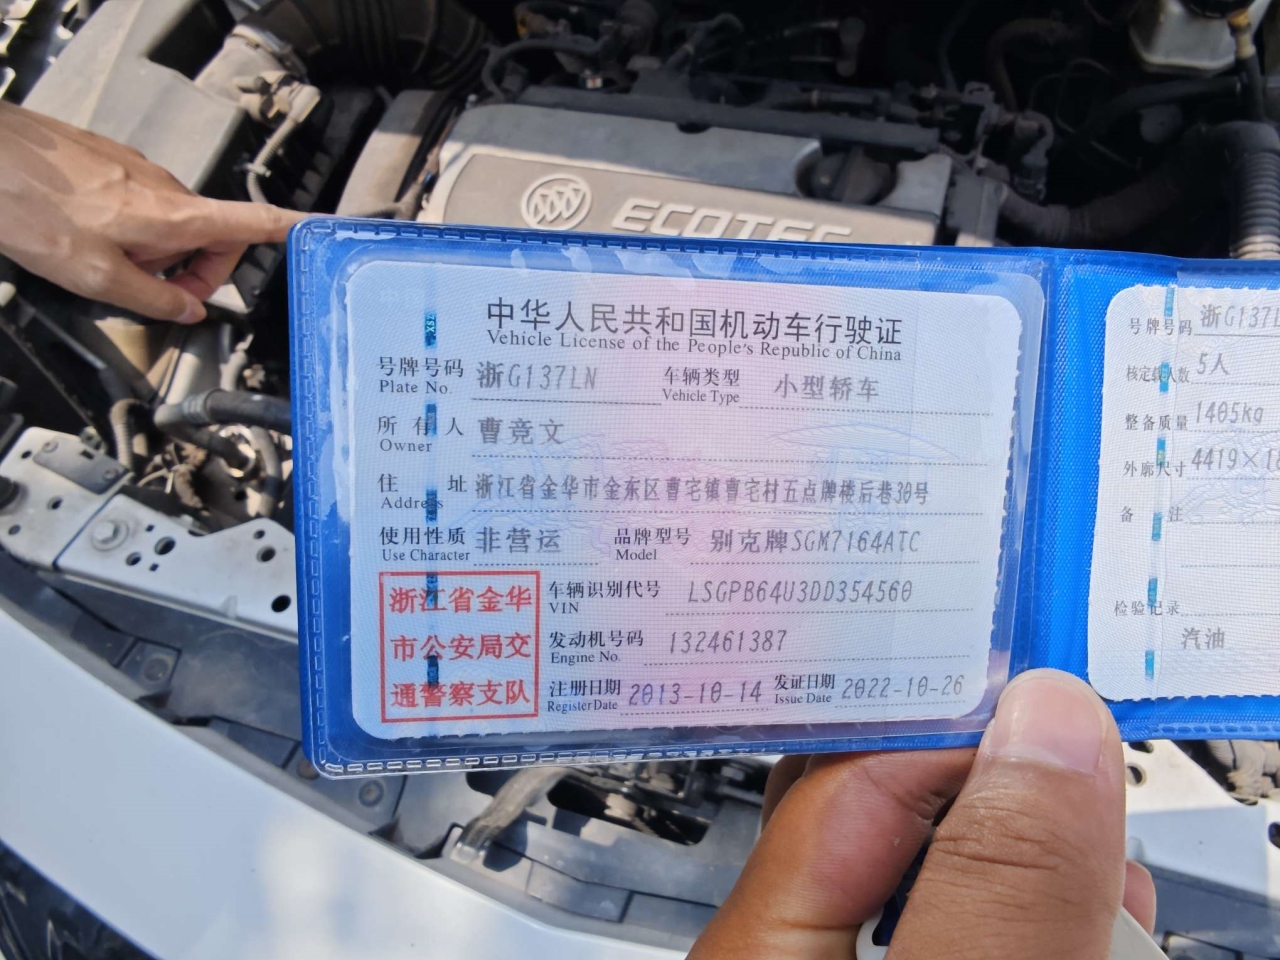 ECOTEC
中华人民共和国机动车行驶证
Vehicle License of the People's Republic of China
号牌号码 浙G137LN 车辆类型 小型轿车
Plate No. Vehicle Type
所有人 曹竞文
Owner
住址 浙江省金华市金东区曹宅镇曹宅村五点牌楼后巷30号
Address
使用性质 非营运 品牌型号 别克牌SGM7164ATC
Use Character Model
浙江省金华
市公安局交
通警察支队
车辆识别代号 LSGPB64U3DD354560
VIN
发动机号码 132461387
Engine No.
注册日期 2013-10-14 发证日期 2022-10-26
Register Date Issue Date
号牌号码 浙G137L
核定载人数 5人
整备质量 1405kg
外廓尺寸 4419×18
备注
检验记录
汽油